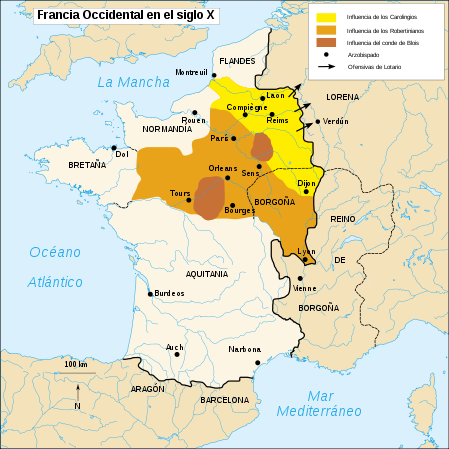 Francia Occidental en el siglo X
Influencia de los Carolingios
Influencia de los Robertinianos
Influencia del conde de Blois
Arzobispado
Ofensivas de Lotario
FLANDES
Montreuil
La Mancha
Laon
LORENA
Compiègne
Rouen
Reims
Verdún
NORMANDIA
París
Dol
BRETAÑA
Sens
Orleans
Dijon
Tours
BORGOÑA
Bourges
REINO
Océano
Atlántico
Lyon
DE
AQUITANIA
Vienne
Burdeos
BORGOÑA
Auch
Narbona
100 km
ARAGÓN
N
BARCELONA
Mar
Mediterráneo